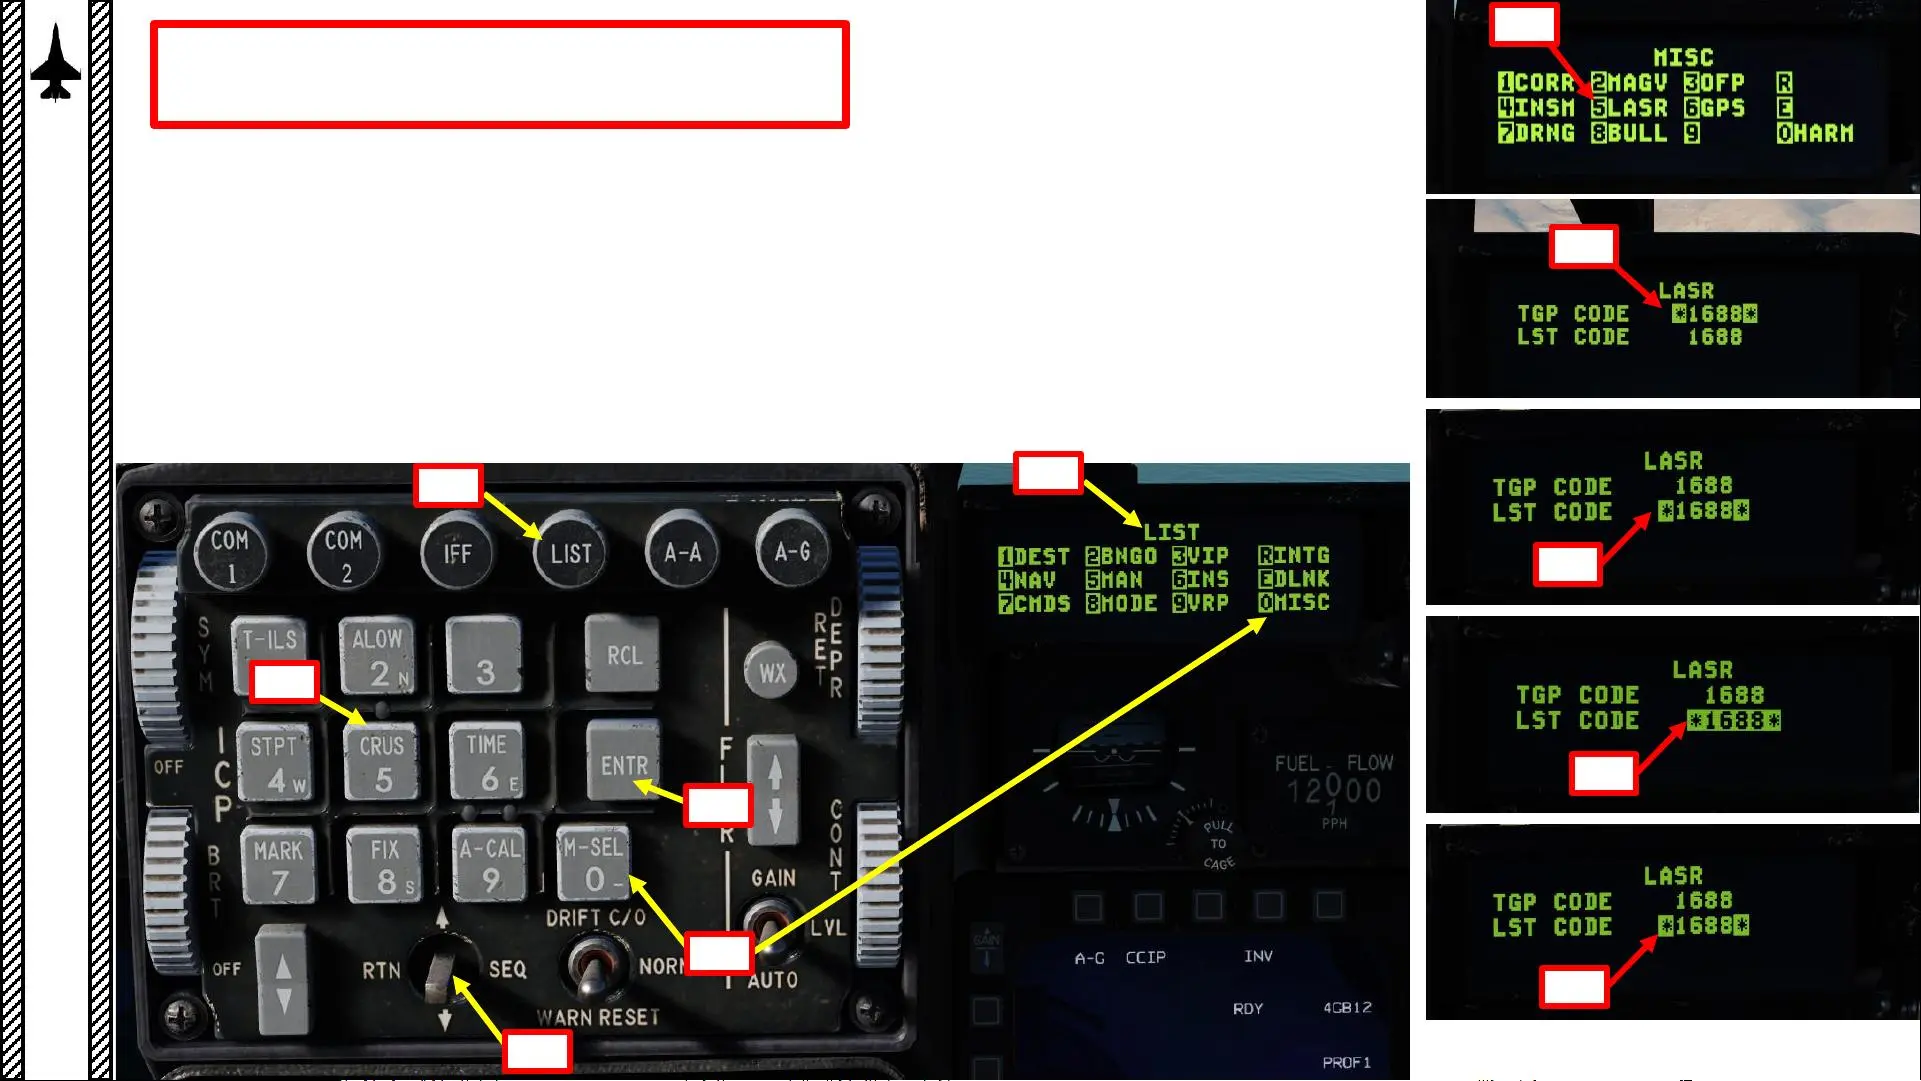 MISC
1CORR 2MAGV 3OFP R
4INSM 5LASR 6GPS E
7DRNG 8BULL 9 0HARM
LASR
TGP CODE *1688*
LST CODE 1688
LASR
TGP CODE 1688
LST CODE *1688*
LASR
TGP CODE 1688
LST CODE *1688*
LASR
TGP CODE 1688
LST CODE *1688*
COM 1
COM 2
IFF
LIST
A-A
A-G
SYM
T-ILS
ALOW
2 N
3
RCL
WX
RET
DEPR
ICP
OFF
STPT
4 W
CRUS
5
TIME
6 E
ENTR
BRT
MARK
7
FIX
8 S
A-CAL
9
M-SEL
0 -
CONT
GAIN
LVL
AUTO
DRIFT C/O
NORM
WARN RESET
OFF
RTN
SEQ
LIST
1DEST 2BNGO 3VIP RINTG
4NAV 5MAN 6INS EDLNK
7CMDS 8MODE 9VRP 0MISC
FUEL FLOW
PPH
PULL
TO
CAGE
GAIN
A-G CCIP INV
RDY 4GB12
PROF1